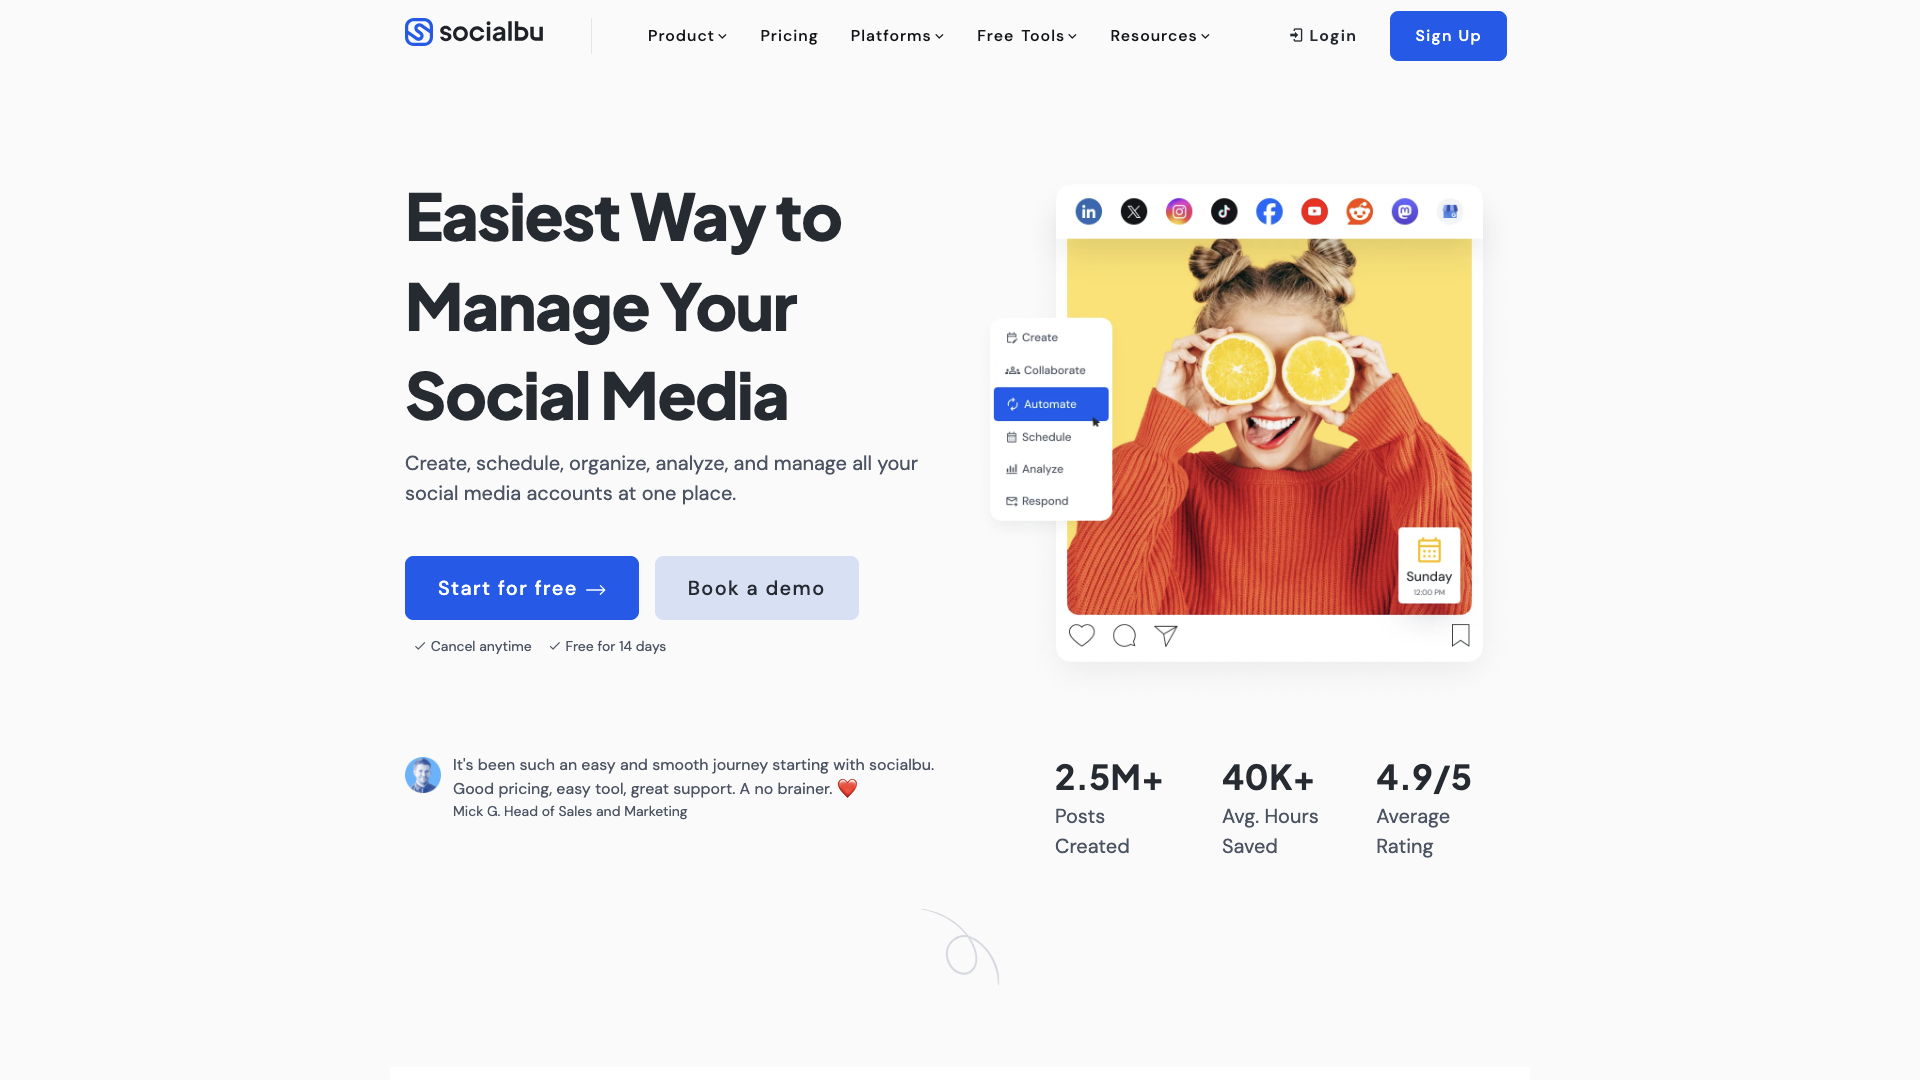 socialbu
Product
Pricing
Platforms
Free Tools
Resources
Login
Sign Up
Easiest Way to
Manage Your
Social Media
Create, schedule, organize, analyze, and manage all your
social media accounts at one place.
Start for free
Book a demo
Cancel anytime
Free for 14 days
in
Create
Collaborate
Automate
Schedule
Analyze
Respond
Sunday
12:00 PM
It's been such an easy and smooth journey starting with socialbu.
Good pricing, easy tool, great support. A no brainer. ❤️
Mick G. Head of Sales and Marketing
2.5M+
Posts
Created
40K+
Avg. Hours
Saved
4.9/5
Average
Rating